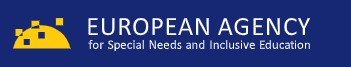 EUROPEAN AGENCY
for Special Needs and Inclusive Education